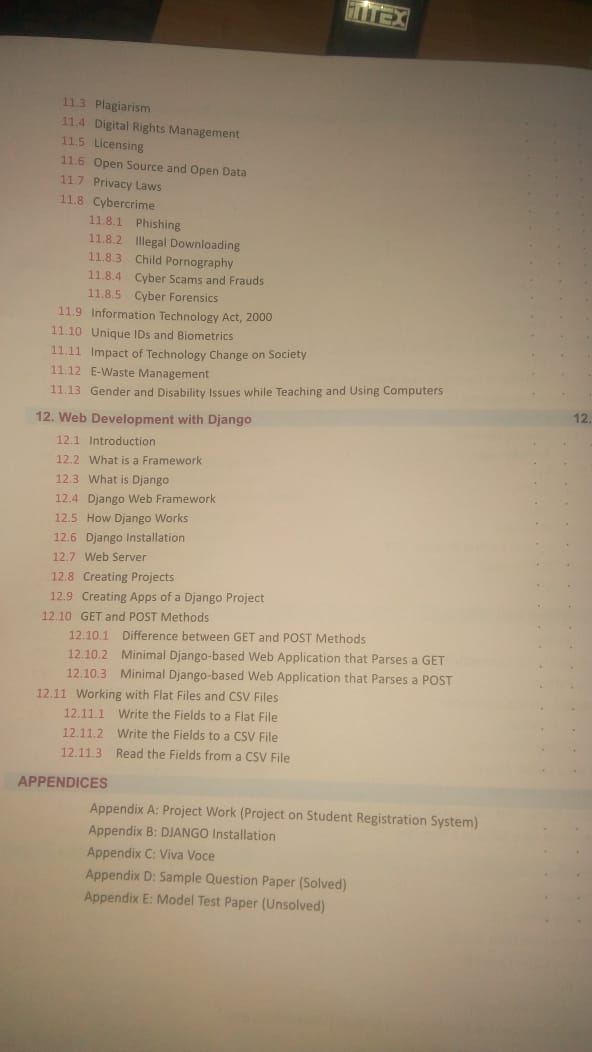 INTEX
11.3 Plagiarism
11.4 Digital Rights Management
11.5 Licensing
11.6 Open Source and Open Data
11.7 Privacy Laws
11.8 Cybercrime
11.8.1 Phishing
11.8.2 Illegal Downloading
11.8.3 Child Pornography
11.8.4 Cyber Scams and Frauds
11.8.5 Cyber Forensics
11.9 Information Technology Act, 2000
11.10 Unique IDs and Biometrics
11.11 Impact of Technology Change on Society
11.12 E-Waste Management
11.13 Gender and Disability Issues while Teaching and Using Computers
12. Web Development with Django 12.
12.1 Introduction
12.2 What is a Framework
12.3 What is Django
12.4 Django Web Framework
12.5 How Django Works
12.6 Django Installation
12.7 Web Server
12.8 Creating Projects
12.9 Creating Apps of a Django Project
12.10 GET and POST Methods
12.10.1 Difference between GET and POST Methods
12.10.2 Minimal Django-based Web Application that Parses a GET
12.10.3 Minimal Django-based Web Application that Parses a POST
12.11 Working with Flat Files and CSV Files
12.11.1 Write the Fields to a Flat File
12.11.2 Write the Fields to a CSV File
12.11.3 Read the Fields from a CSV File
APPENDICES
Appendix A: Project Work (Project on Student Registration System)
Appendix B: DJANGO Installation
Appendix C: Viva Voce
Appendix D: Sample Question Paper (Solved)
Appendix E: Model Test Paper (Unsolved)